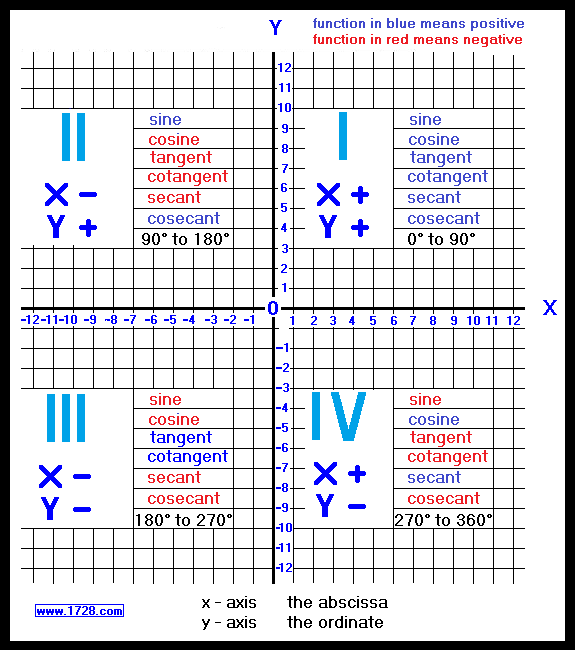 function in blue means positive
function in red means negative
Y
12
11
10
9
8
7
6
5
4
3
2
1
II
sine
cosine
tangent
cotangent
secant
cosecant
X −
Y +
90° to 180°
I
sine
cosine
tangent
cotangent
secant
cosecant
X +
Y +
0° to 90°
-12 -11 -10 -9 -8 -7 -6 -5 -4 -3 -2 -1 0 1 2 3 4 5 6 7 8 9 10 11 12 X
-1
-2
-3
-4
-5
-6
-7
-8
-9
-10
-11
-12
III
sine
cosine
tangent
cotangent
secant
cosecant
X −
Y −
180° to 270°
IV
sine
cosine
tangent
cotangent
secant
cosecant
X +
Y −
270° to 360°
www.1728.com
x - axis the abscissa
y - axis the ordinate